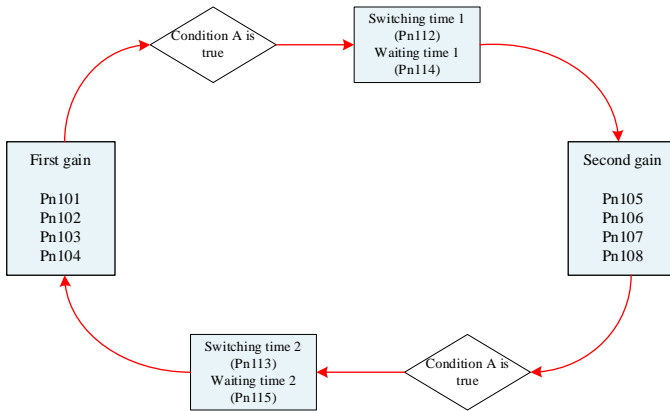 Condition A is
true
Switching time 1
(Pn112)
Waiting time 1
(Pn114)
First gain
Pn101
Pn102
Pn103
Pn104
Second gain
Pn105
Pn106
Pn107
Pn108
Switching time 2
(Pn113)
Waiting time 2
(Pn115)
Condition A is
true